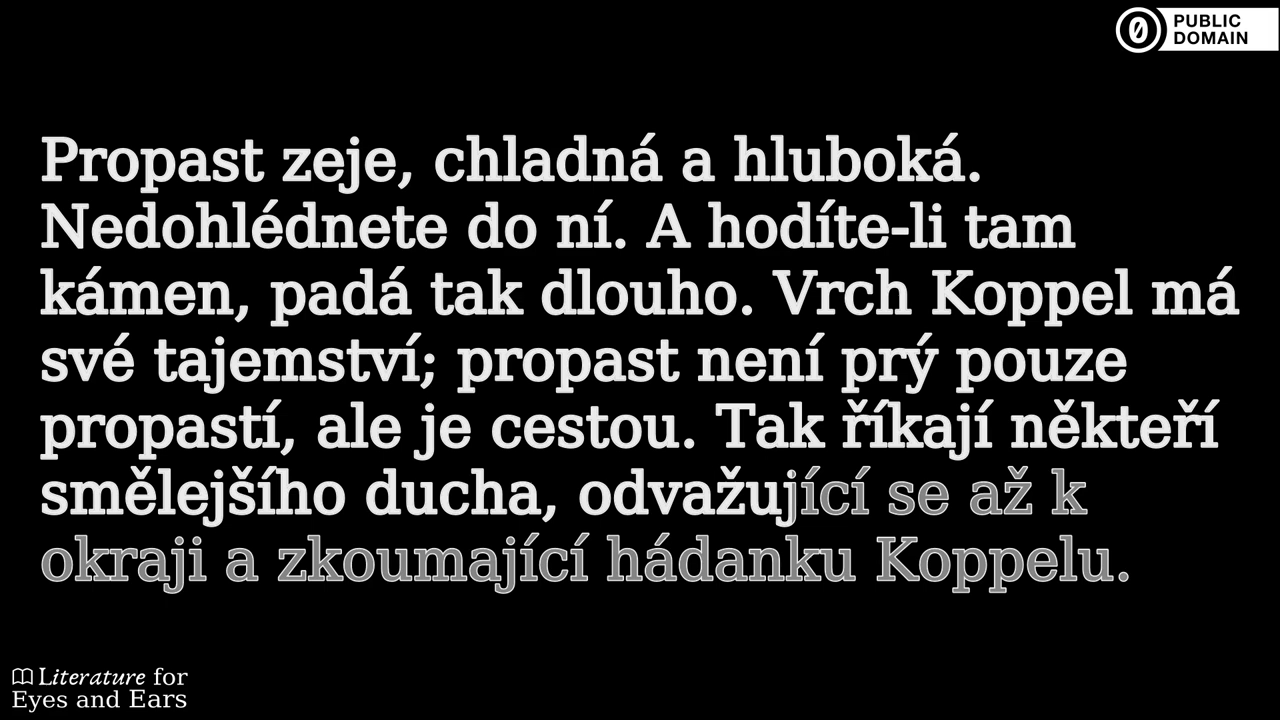 0 PUBLIC
DOMAIN
Propast zeje, chladná a hluboká.
Nedohlédnete do ní. A hodíte-li tam
kámen, padá tak dlouho. Vrch Koppel má
své tajemství; propast není prý pouze
propastí, ale je cestou. Tak říkají někteří
smělejšího ducha, odvažující se až k
okraji a zkoumající hádanku Koppelu.
Literature for
Eyes and Ears